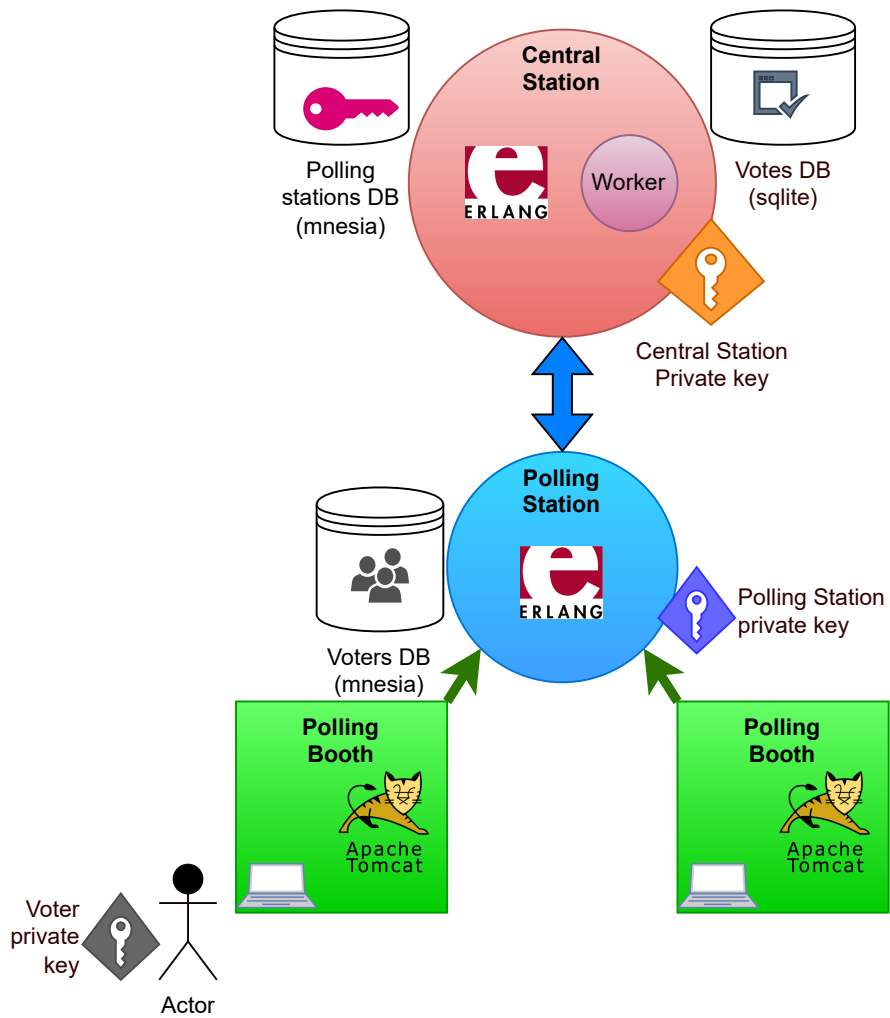 Central
Station
Polling
stations DB
(mnesia)
e
ERLANG
Worker
Votes DB
(sqlite)
Central Station
Private key
Polling
Station
e
ERLANG
Voters DB
(mnesia)
Polling Station
private key
Polling
Booth
Apache
Tomcat
Polling
Booth
Apache
Tomcat
Voter
private
key
Actor